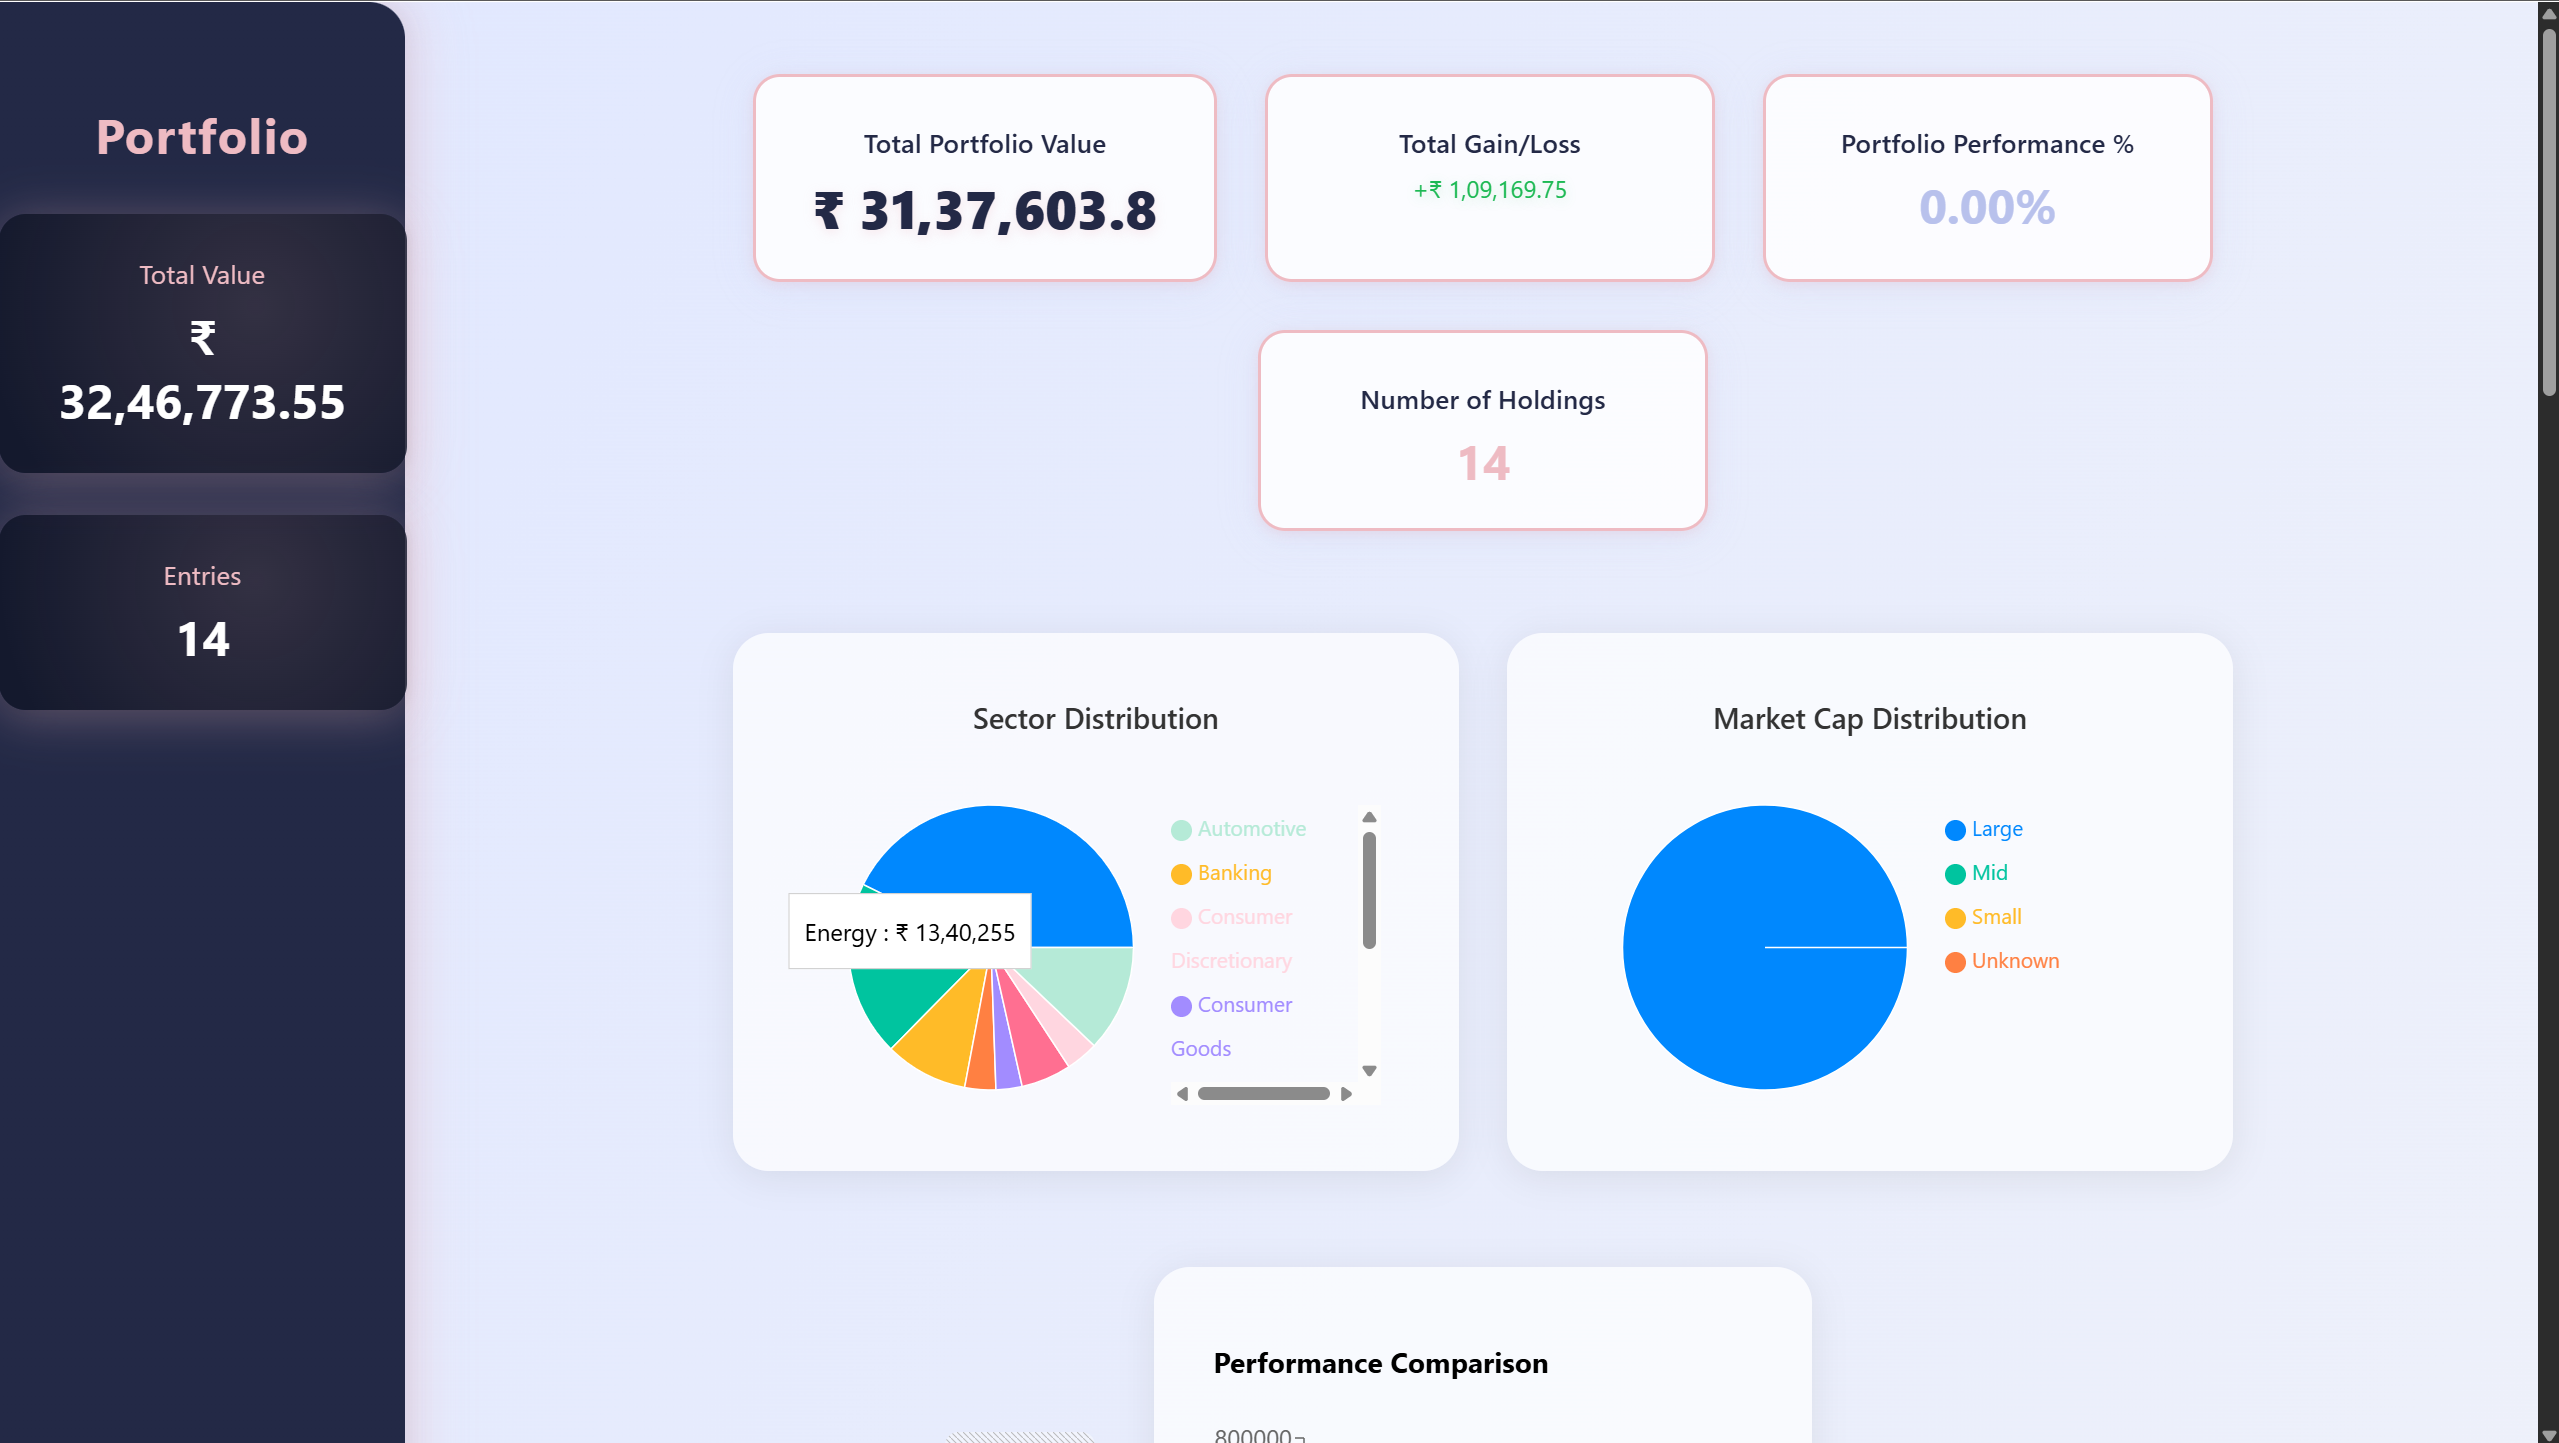 Portfolio
Total Value
₹
32,46,773.55
Entries
14
Total Portfolio Value
₹ 31,37,603.8
Total Gain/Loss
+₹ 1,09,169.75
Portfolio Performance %
0.00%
Number of Holdings
14
Sector Distribution
Energy : ₹ 13,40,255
Automotive
Banking
Consumer
Discretionary
Consumer
Goods
Market Cap Distribution
Large
Mid
Small
Unknown
Performance Comparison
800000